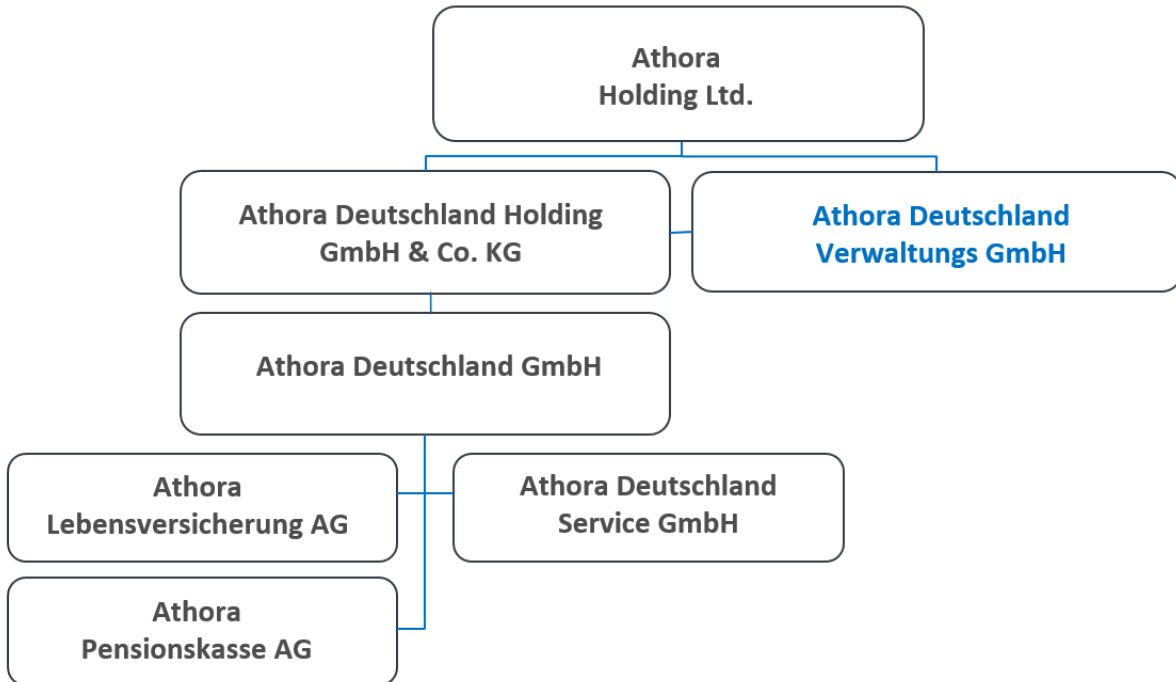 Athora
Holding Ltd.
Athora Deutschland Holding
GmbH & Co. KG
Athora Deutschland
Verwaltungs GmbH
Athora Deutschland GmbH
Athora
Lebensversicherung AG
Athora Deutschland
Service GmbH
Athora
Pensionskasse AG